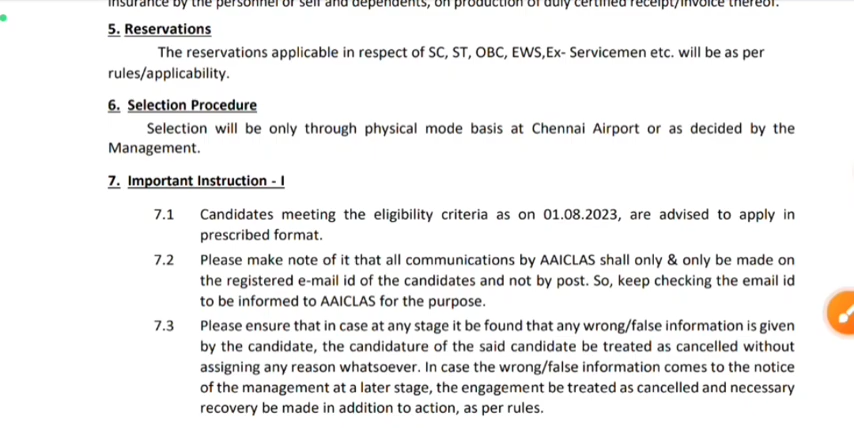 insurance by the personnel of self and dependents, on production of duly certified receipt/invoice thereof.
5. Reservations
The reservations applicable in respect of SC, ST, OBC, EWS,Ex- Servicemen etc. will be as per
rules/applicability.
6. Selection Procedure
Selection will be only through physical mode basis at Chennai Airport or as decided by the
Management.
7. Important Instruction - I
7.1 Candidates meeting the eligibility criteria as on 01.08.2023, are advised to apply in
prescribed format.
7.2 Please make note of it that all communications by AAICLAS shall only & only be made on
the registered e-mail id of the candidates and not by post. So, keep checking the email id
to be informed to AAICLAS for the purpose.
7.3 Please ensure that in case at any stage it be found that any wrong/false information is given
by the candidate, the candidature of the said candidate be treated as cancelled without
assigning any reason whatsoever. In case the wrong/false information comes to the notice
of the management at a later stage, the engagement be treated as cancelled and necessary
recovery be made in addition to action, as per rules.